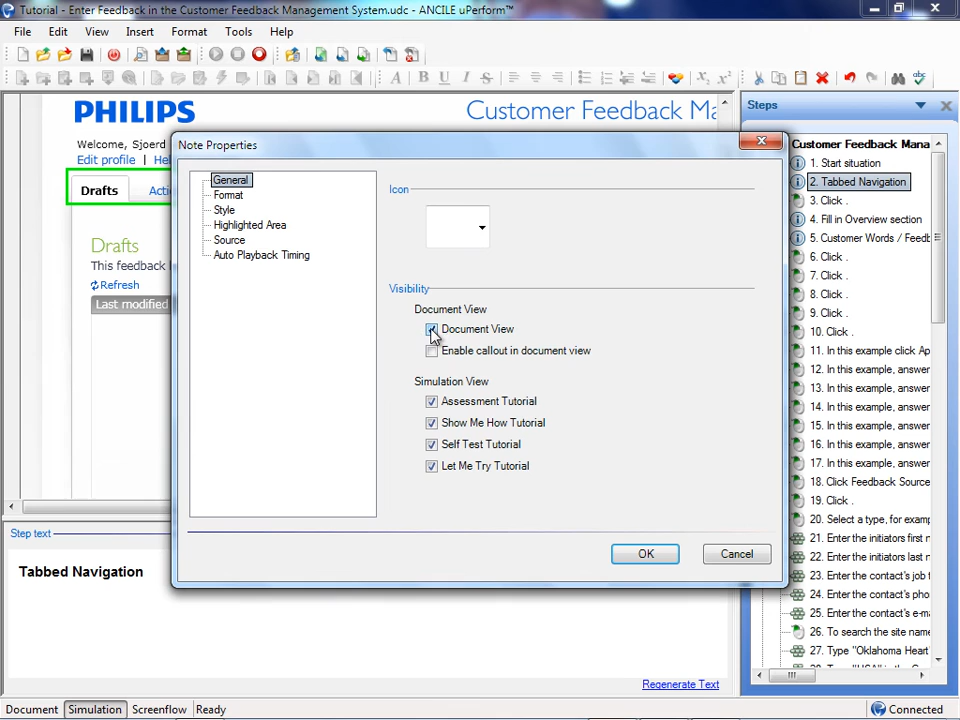 Tutorial - Enter Feedback in the Customer Feedback Management System.udc - ANCILE uPerform™
File Edit View Insert Format Tools Help
PHILIPS
Customer Feedback Ma
Welcome, Sjoerd
Edit profile | Hel
Drafts
Acti
Drafts
This feedback
Refresh
Last modified
Note Properties
General
Format
Style
Highlighted Area
Source
Auto Playback Timing
Icon
Visibility
Document View
Document View
Enable callout in document view
Simulation View
Assessment Tutorial
Show Me How Tutorial
Self Test Tutorial
Let Me Try Tutorial
OK
Cancel
Steps
Customer Feedback Mana
1. Start situation
2. Tabbed Navigation
3. Click .
4. Fill in Overview section
5. Customer Words / Feedb
6. Click .
7. Click .
8. Click .
9. Click .
10. Click .
11. In this example click Ap
12. In this example, answer
13. In this example, answer
14. In this example, answer
15. In this example, answer
16. In this example, answer
17. In this example, answer
18. Click Feedback Source
19. Click .
20. Select a type, for examp
21. Enter the initiators first n
22. Enter the initiators last n
23. Enter the contact's job t
24. Enter the contact's pho
25. Enter the contact's e-m
26. To search the site name
27. Type "Oklahoma Heart"
Step text
Tabbed Navigation
Regenerate Text
Document Simulation Screenflow Ready
Connected